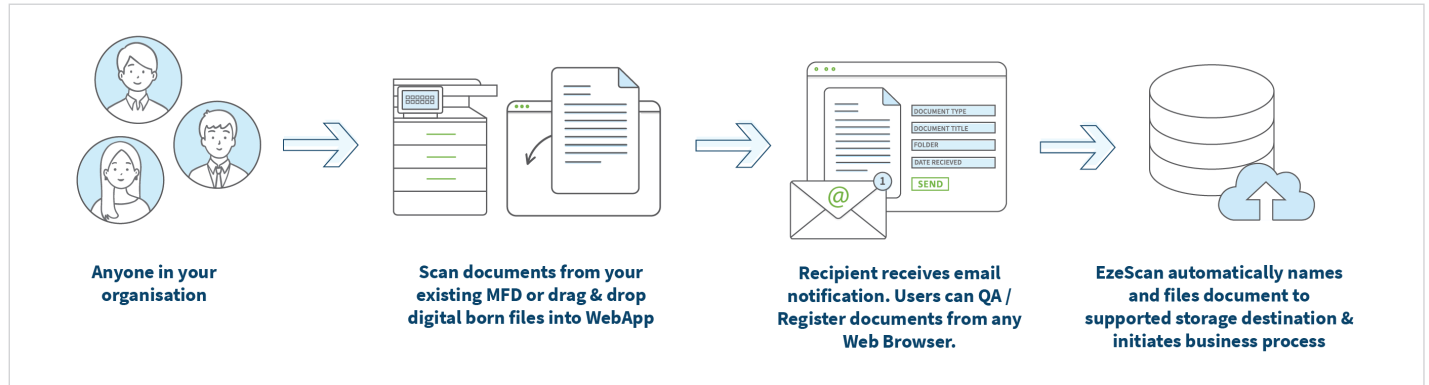 Anyone in your
organisation
Scan documents from your
existing MFD or drag & drop
digital born files into WebApp
DOCUMENT TYPE
DOCUMENT TITLE
FOLDER
DATE RECIEVED
SEND
@
1
Recipient receives email
notification. Users can QA /
Register documents from any
Web Browser.
EzeScan automatically names
and files document to
supported storage destination &
initiates business process